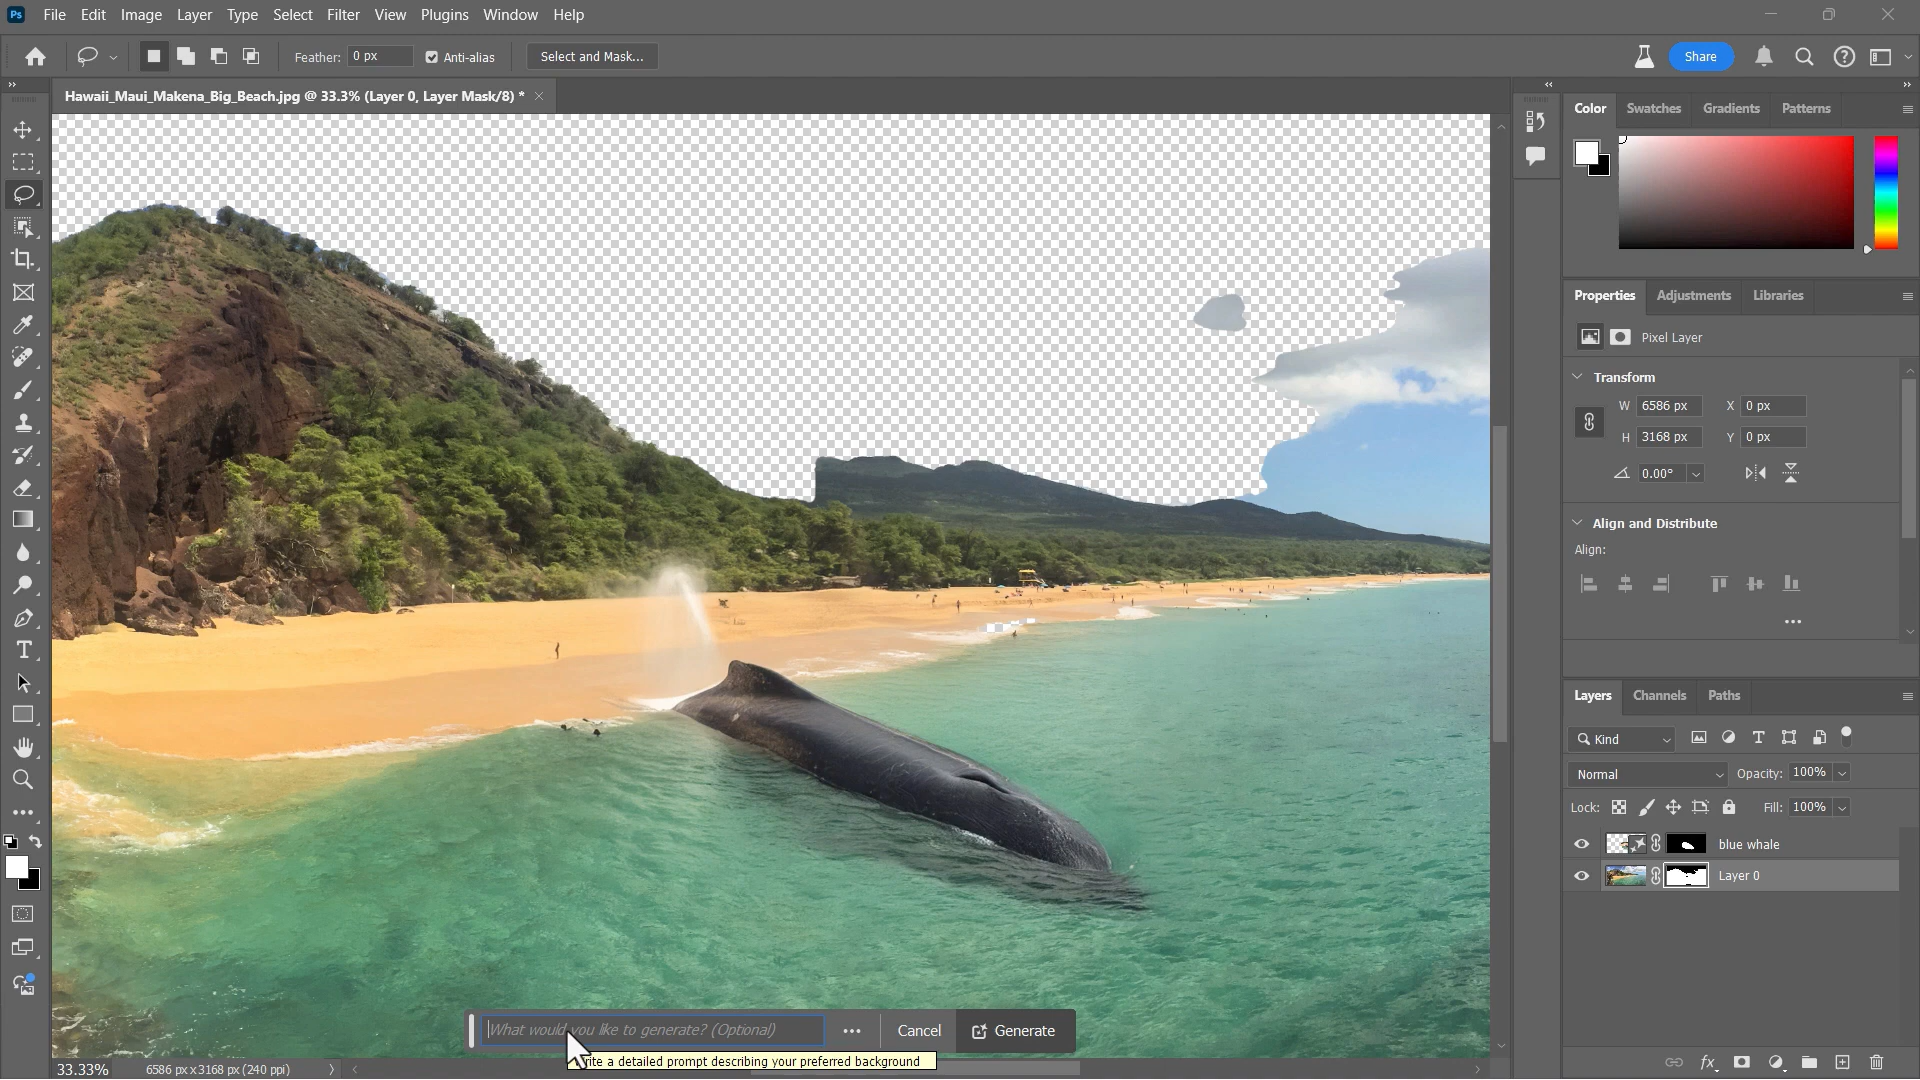 Ps File Edit Image Layer Type Select Filter View Plugins Window Help
Feather: 0 px Anti-alias Select and Mask... Share
Hawaii_Maui_Makena_Big_Beach.jpg @ 33.3% (Layer 0, Layer Mask/8) *
Color Swatches Gradients Patterns
Properties Adjustments Libraries
Pixel Layer
Transform
W 6586 px X 0 px
H 3168 px Y 0 px
0.00°
Align and Distribute
Align:
Layers Channels Paths
Kind
Normal Opacity: 100%
Lock: Fill: 100%
blue whale
Layer 0
What would you like to generate? (Optional) Cancel Generate
a detailed prompt describing your preferred background
33.33% 6586 px x 3168 px (240 ppi)